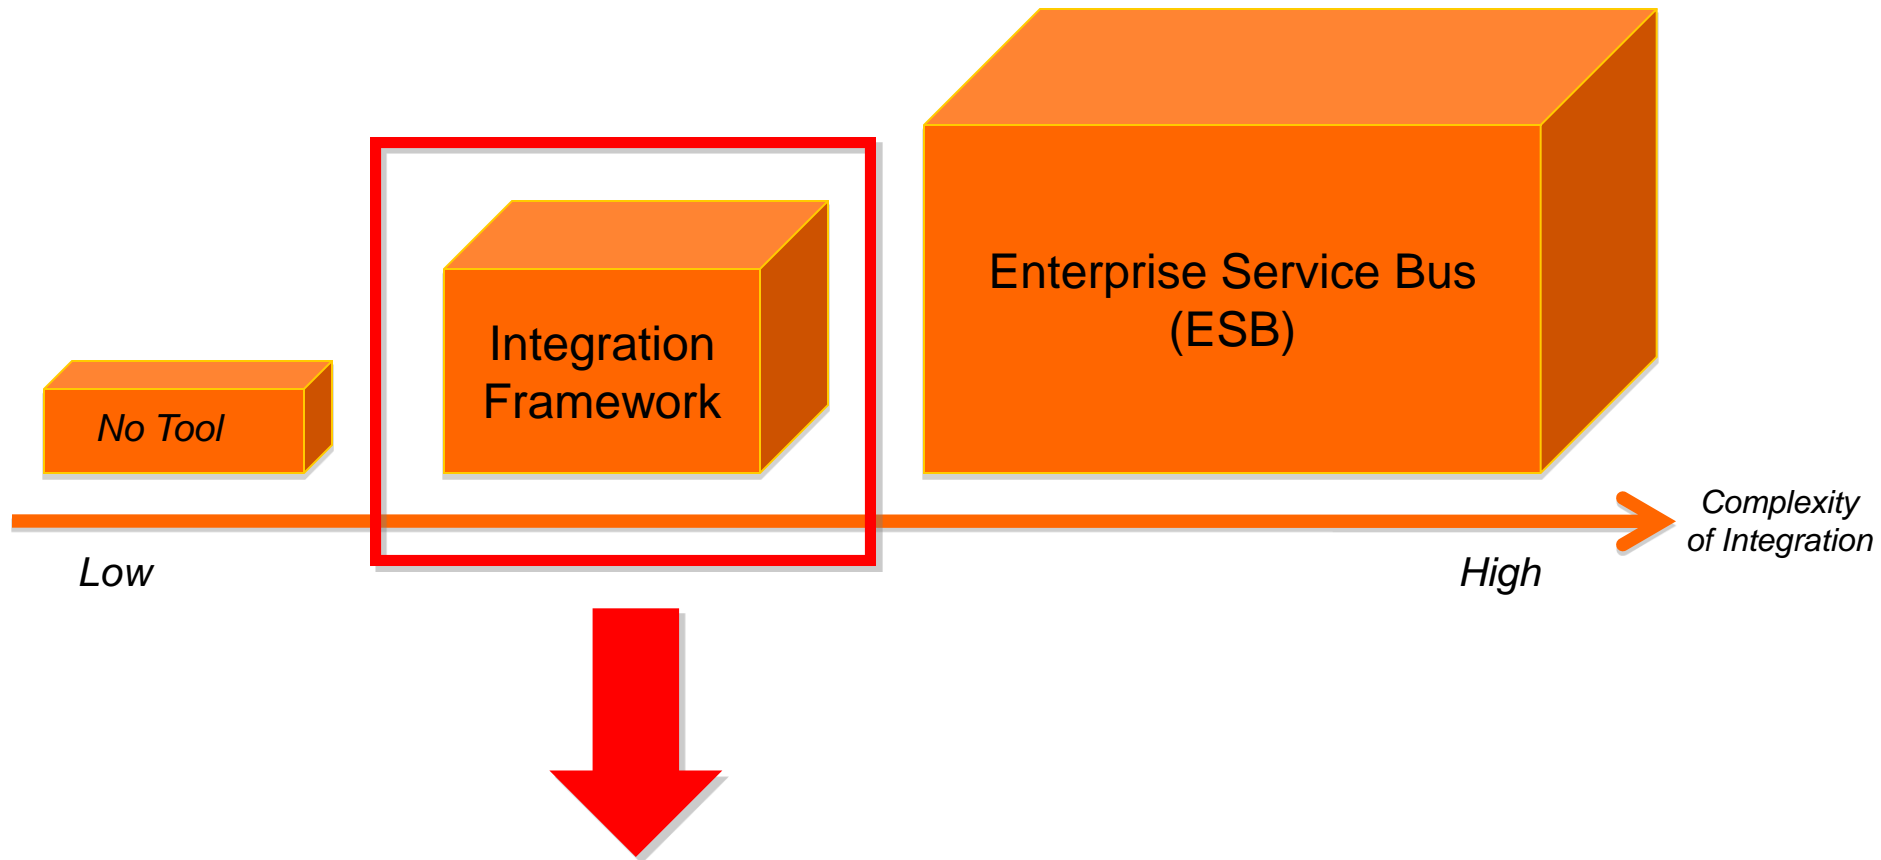 Enterprise Service Bus
(ESB)
Integration
Framework
No Tool
Complexity
of Integration
Low
High